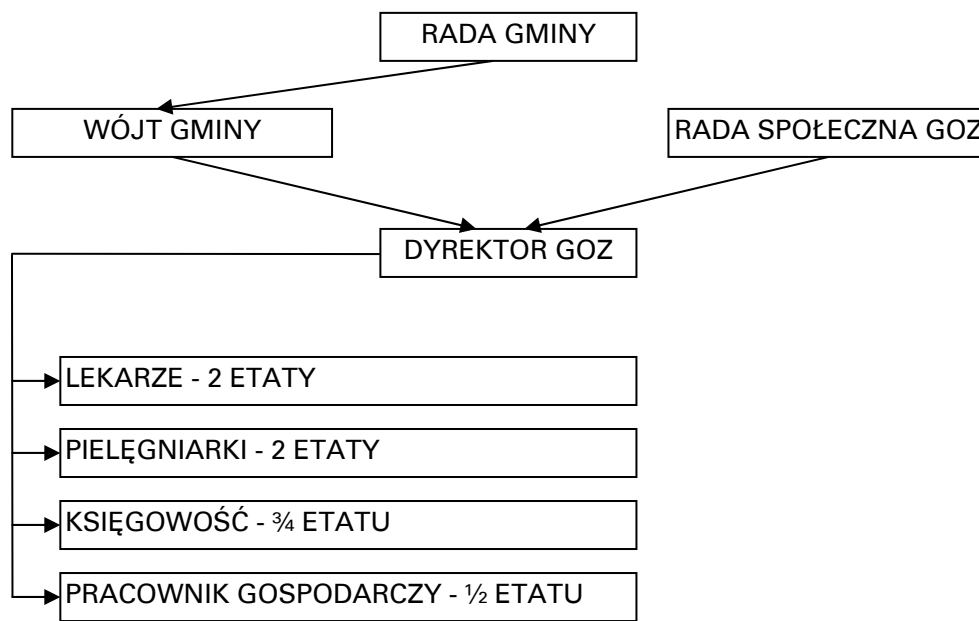 RADA GMINY
WÓJT GMINY
RADA SPOŁECZNA GOZ
DYREKTOR GOZ
LEKARZE - 2 ETATY
PIELĘGNIARKI - 2 ETATY
KSIĘGOWOŚĆ - ¾ ETATU
PRACOWNIK GOSPODARCZY - ½ ETATU